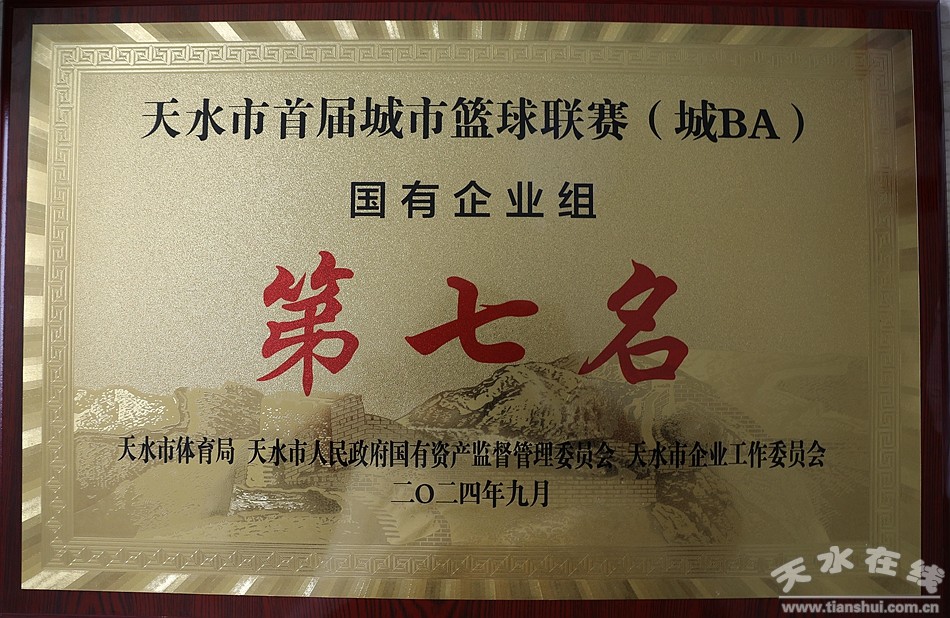 天水市首届城市篮球联赛（城BA）
国有企业组
第七名
天水市体育局 天水市人民政府国有资产监督管理委员会 天水市企业工作委员会
二〇二四年九月
天水在线
www.tianshui.com.cn